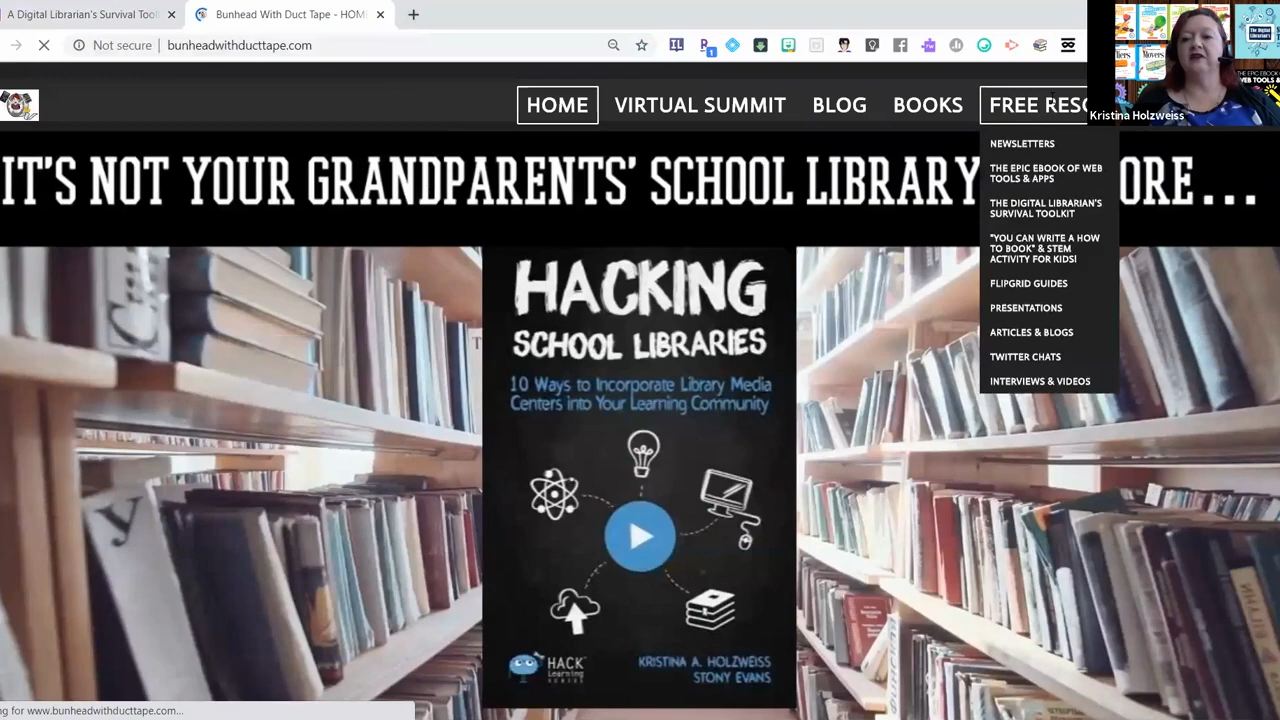 A Digital Librarian's Survival Tool
Bunhead With Duct Tape - HOM
Not secure
bunheadwithducttape.com
1
HOME
VIRTUAL SUMMIT
BLOG
BOOKS
FREE RESO
Kristina Holzweiss
NEWSLETTERS
THE EPIC EBOOK OF WEB
TOOLS & APPS
THE DIGITAL LIBRARIAN'S
SURVIVAL TOOLKIT
"YOU CAN WRITE A HOW
TO BOOK" & STEM
ACTIVITY FOR KIDS!
FLIPGRID GUIDES
PRESENTATIONS
ARTICLES & BLOGS
TWITTER CHATS
INTERVIEWS & VIDEOS
IT'S NOT YOUR GRANDPARENTS' SCHOOL LIBRARY ORE...
HACKING
SCHOOL LIBRARIES
10 Ways to Incorporate Library Media
Centers into Your Learning Community
HACK
Learning
SERIES
KRISTINA A. HOLZWEISS
STONY EVANS
ng for www.bunheadwithducttape.com...